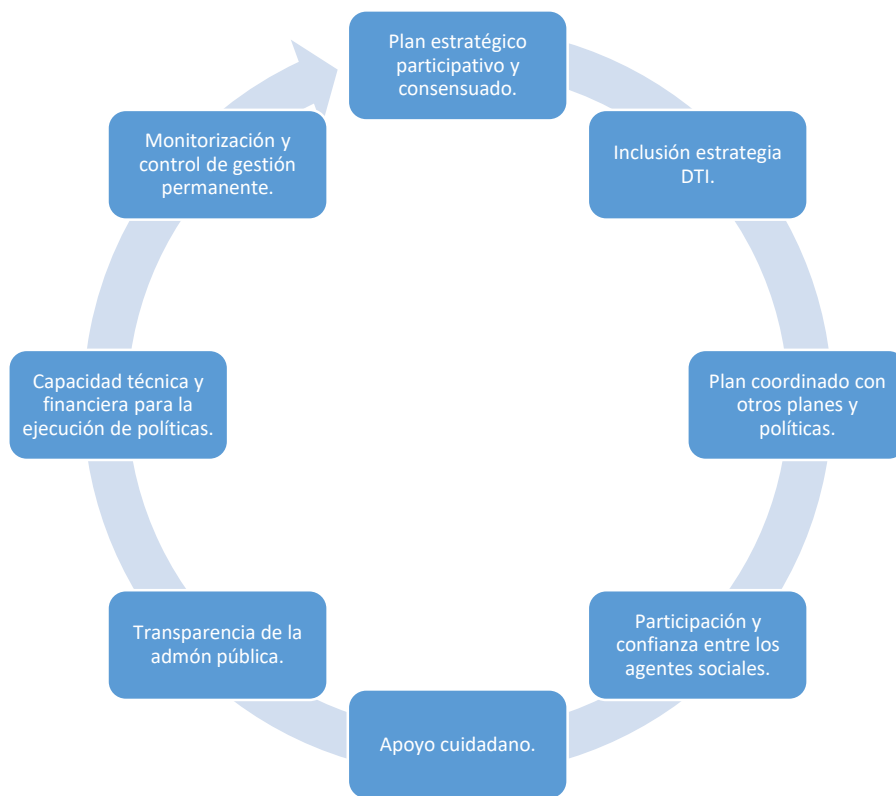 Plan estratégico
participativo y
consensuado.
Inclusión estrategia
DTI.
Plan coordinado con
otros planes y
políticas.
Participación y
confianza entre los
agentes sociales.
Apoyo cuidadano.
Transparencia de la
admón pública.
Capacidad técnica y
financiera para la
ejecución de políticas.
Monitorización y
control de gestión
permanente.